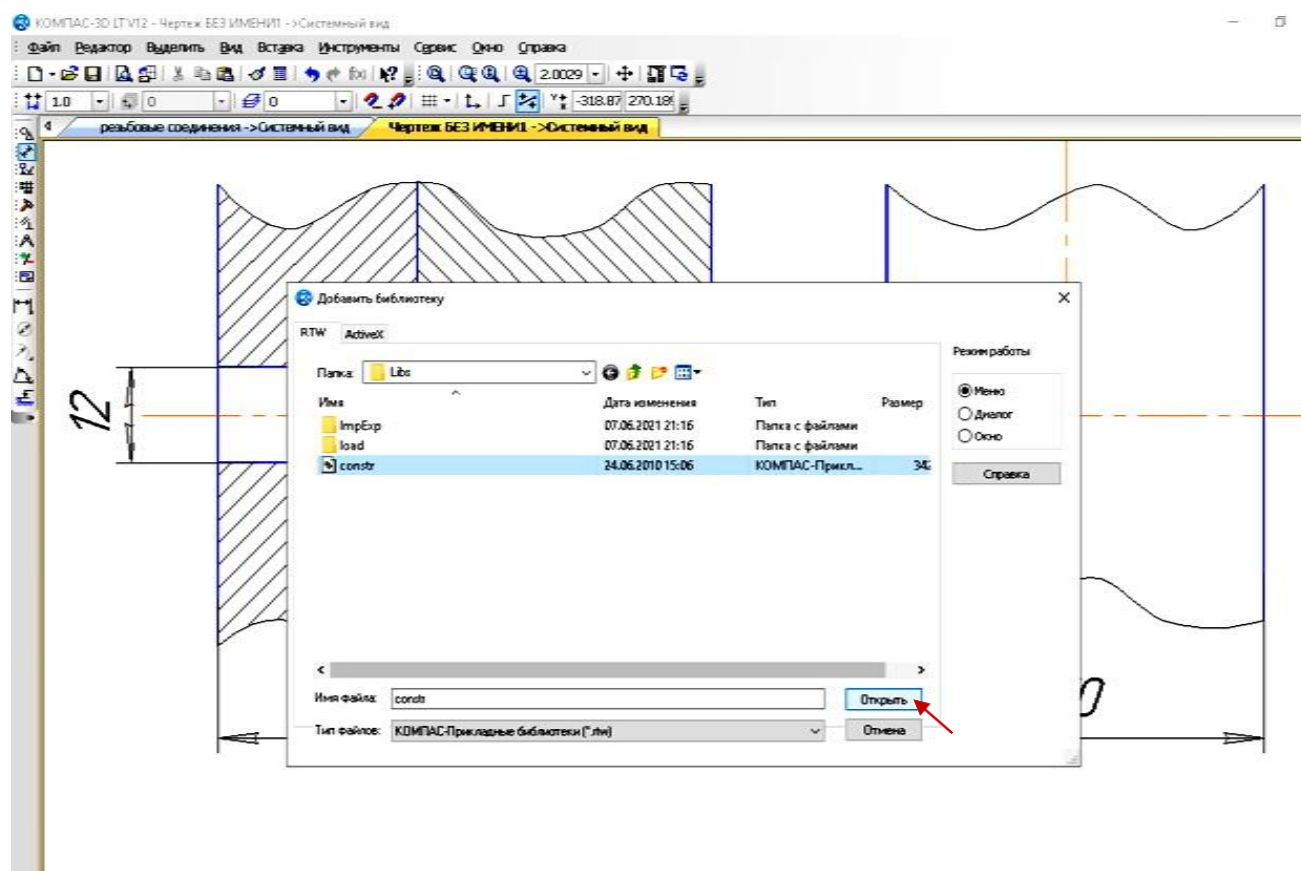 КОМПАС-3D LT V12 - Чертеж БЕЗ ИМЕНИ1 ->Системный вид
Файл Редактор Выделить Вид Вставка Инструменты Сервис Окно Справка
2.0029
1.0 0 0 -318.87 270.18
резьбовые соединения ->Системный вид Чертеж БЕЗ ИМЕНИ1 ->Системный вид
Добавить библиотеку
RTW ActiveX
Папка: Libs
Имя Дата изменения Тип Размер
ImpExp 07.06.2021 21:16 Папка с файлами
load 07.06.2021 21:16 Папка с файлами
constr 24.06.2010 15:06 КОМПАС-Прикл... 34
Режим работы
Меню
Диалог
Окно
Справка
Имя файла: constr Открыть
Тип файлов: КОМПАС-Прикладные библиотеки (*.rtw) Отмена
12
0